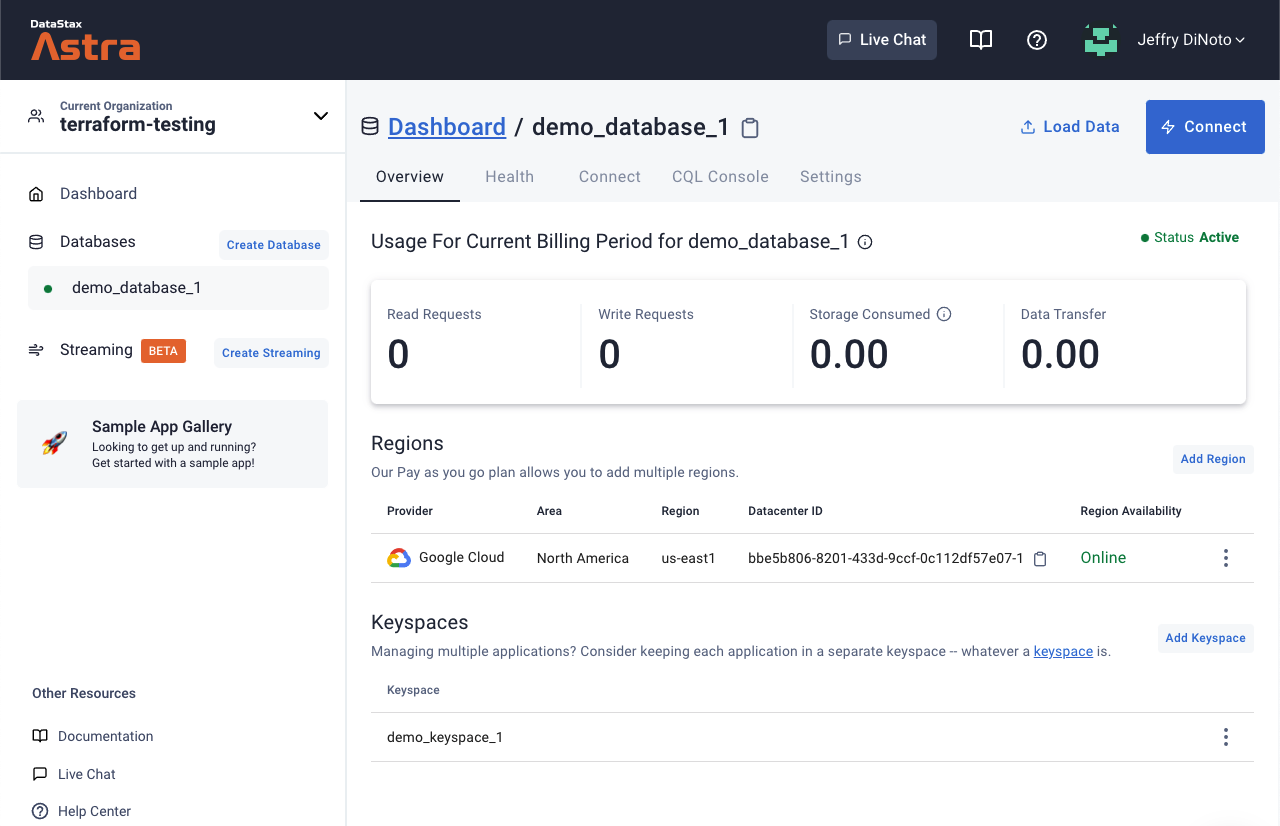 DataStax
Astra
Live Chat
Jeffry DiNoto
Current Organization
terraform-testing
Dashboard
Databases
Create Database
demo_database_1
Streaming BETA
Create Streaming
Sample App Gallery
Looking to get up and running?
Get started with a sample app!
Other Resources
Documentation
Live Chat
Help Center
Dashboard / demo_database_1
Load Data
Connect
Overview Health Connect CQL Console Settings
Usage For Current Billing Period for demo_database_1
Status Active
Read Requests Write Requests Storage Consumed Data Transfer
0 0 0.00 0.00
Regions
Our Pay as you go plan allows you to add multiple regions.
Add Region
Provider Area Region Datacenter ID Region Availability
Google Cloud North America us-east1 bbe5b806-8201-433d-9ccf-0c112df57e07-1 Online
Keyspaces
Managing multiple applications? Consider keeping each application in a separate keyspace -- whatever a keyspace is.
Add Keyspace
Keyspace
demo_keyspace_1